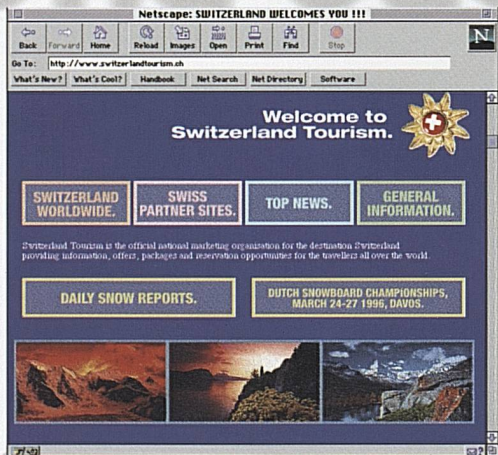 Netscape: SWITZERLAND WELCOMES YOU !!!
Back Forward Home Reload Images Open Print Find Stop
N
Go To: http://www.switzerlandtourism.ch
What's New? What's Cool? Handbook Net Search Net Directory Software
Welcome to
Switzerland Tourism.
SWITZERLAND
WORLDWIDE.
SWISS
PARTNER SITES.
TOP NEWS.
GENERAL
INFORMATION.
Switzerland Tourism is the official national marketing organisation for the destination Switzerland
providing information, offers, packages and reservation opportunities for the travellers all over the world.
DAILY SNOW REPORTS.
DUTCH SNOWBOARD CHAMPIONSHIPS,
MARCH 24-27 1996, DAVOS.